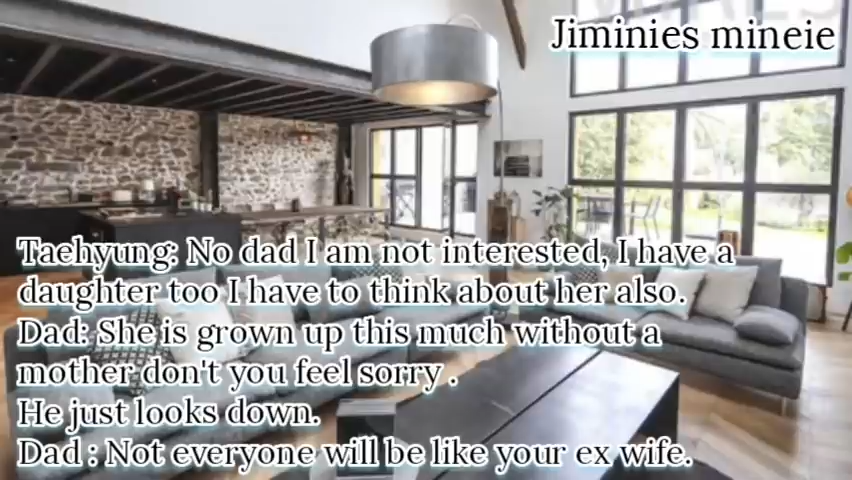 Jiminies mineie
Taehyung: No dad I am not interested, I have a
daughter too I have to think about her also.
Dad: She is grown up this much without a
mother don't you feel sorry .
He just looks down.
Dad : Not everyone will be like your ex wife.